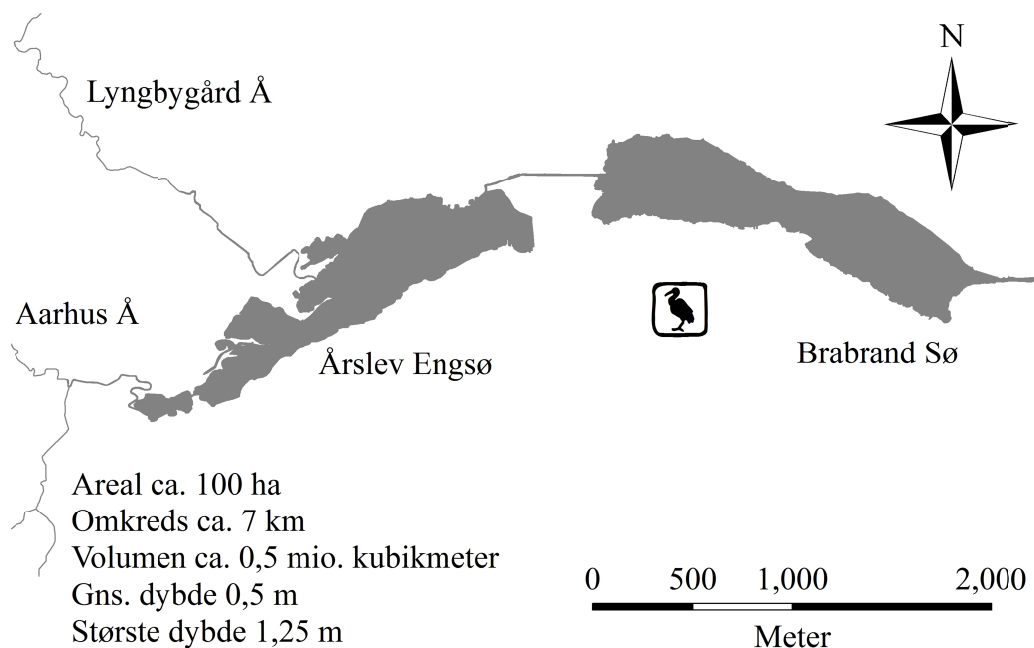 N
Lyngbygård Å
Aarhus Å
Årslev Engsø
Brabrand Sø
Areal ca. 100 ha
Omkreds ca. 7 km
Volumen ca. 0,5 mio. kubikmeter
Gns. dybde 0,5 m
Største dybde 1,25 m
0 500 1,000 2,000
Meter